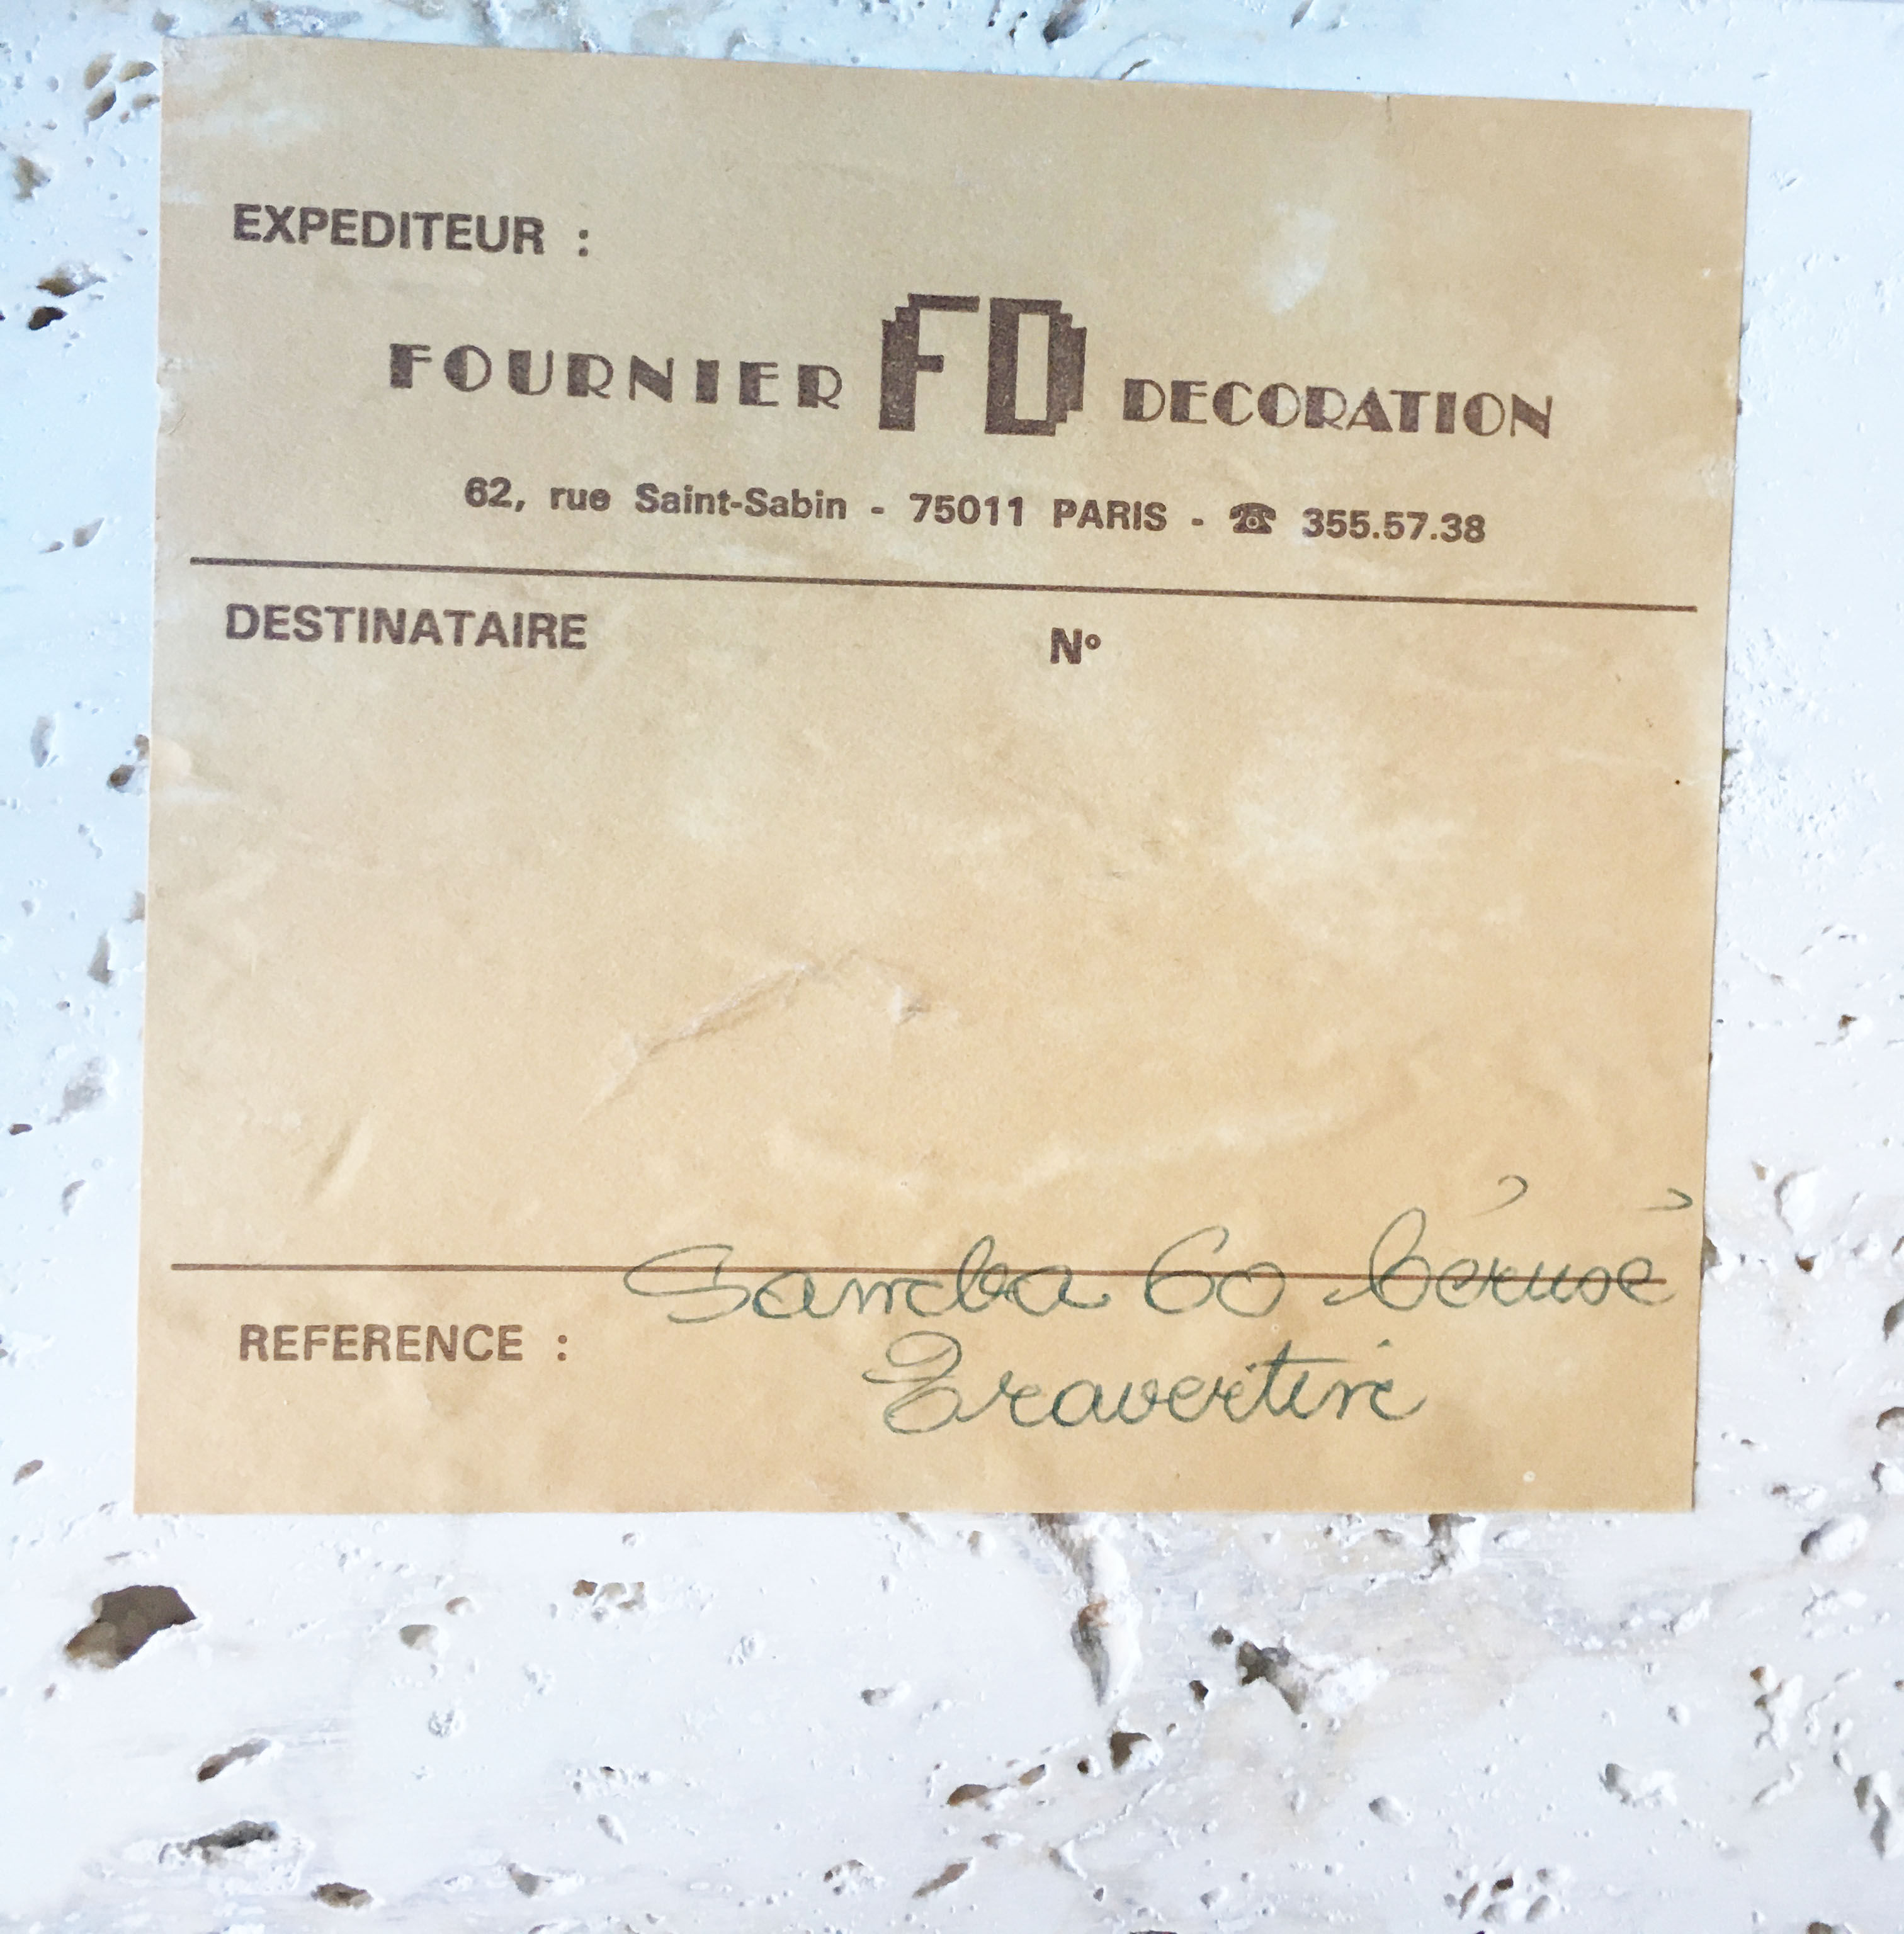 EXPEDITEUR :
FOURNIER FD DECORATION
62, rue Saint-Sabin - 75011 PARIS - ☎ 355.57.38
DESTINATAIRE N°
Samba 60 céruse
REFERENCE :
Travertin